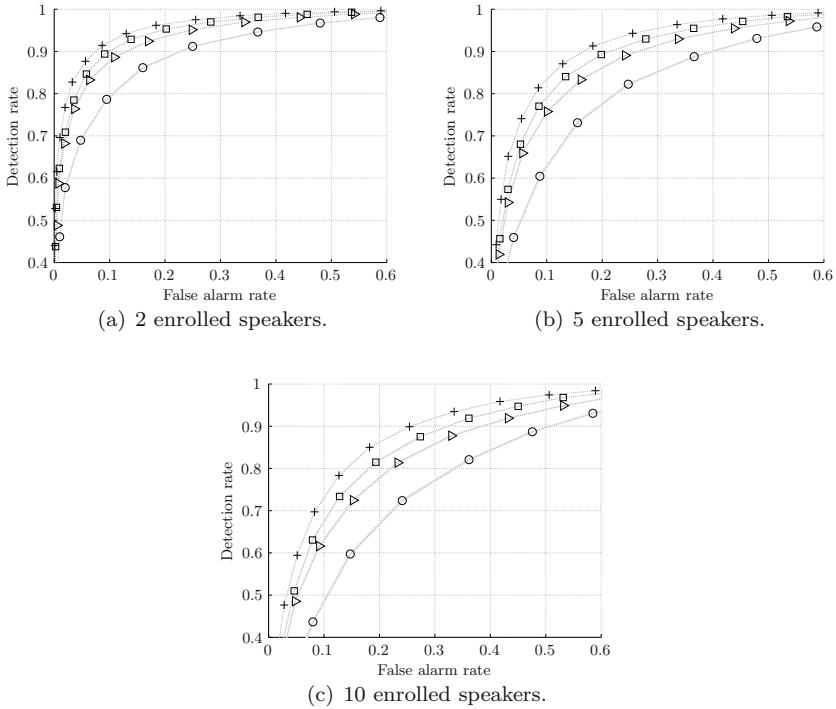 1
0.9
0.8
0.7
0.6
0.5
0.4
Detection rate
0 0.1 0.2 0.3 0.4 0.5 0.6
False alarm rate
(a) 2 enrolled speakers.
1
0.9
0.8
0.7
0.6
0.5
0.4
Detection rate
0 0.1 0.2 0.3 0.4 0.5 0.6
False alarm rate
(b) 5 enrolled speakers.
1
0.9
0.8
0.7
0.6
0.5
0.4
Detection rate
0 0.1 0.2 0.3 0.4 0.5 0.6
False alarm rate
(c) 10 enrolled speakers.